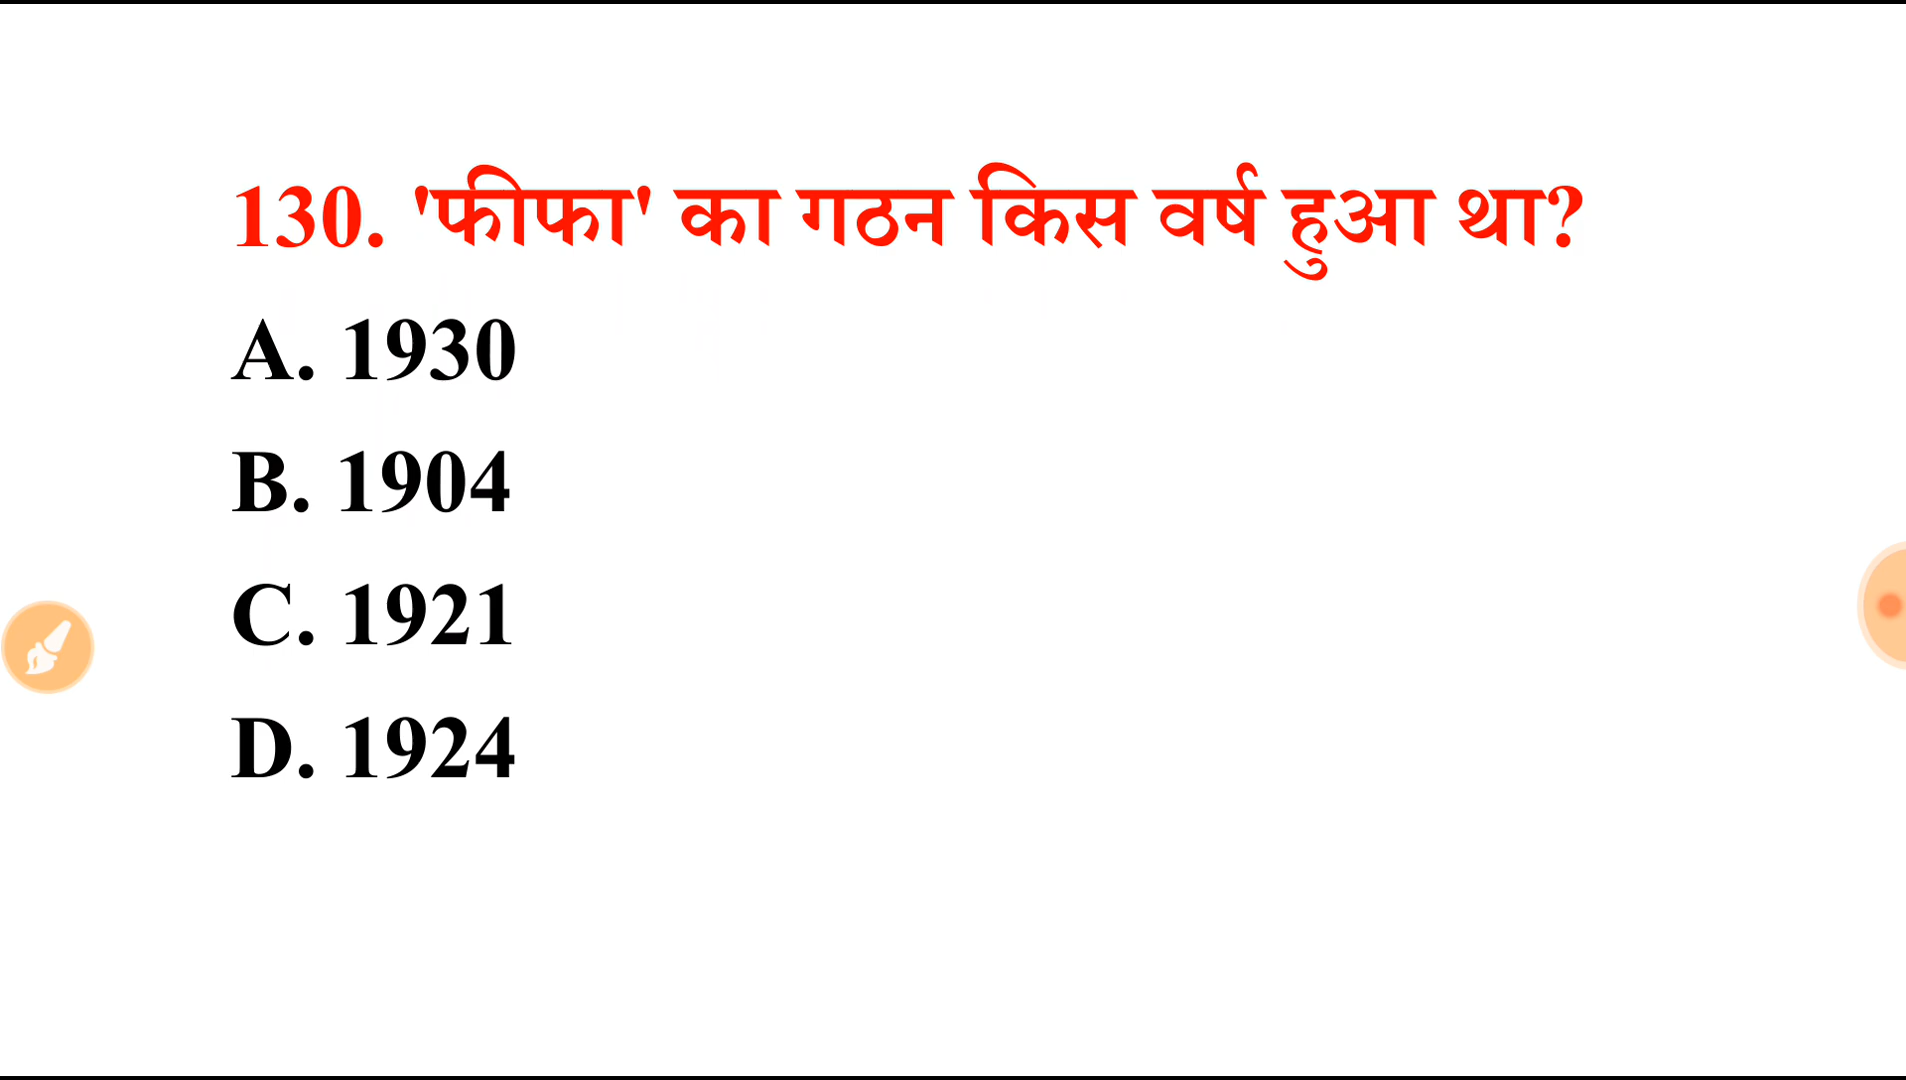 130. 'फीफा' का गठन किस वर्ष हुआ था?
A. 1930
B. 1904
C. 1921
D. 1924